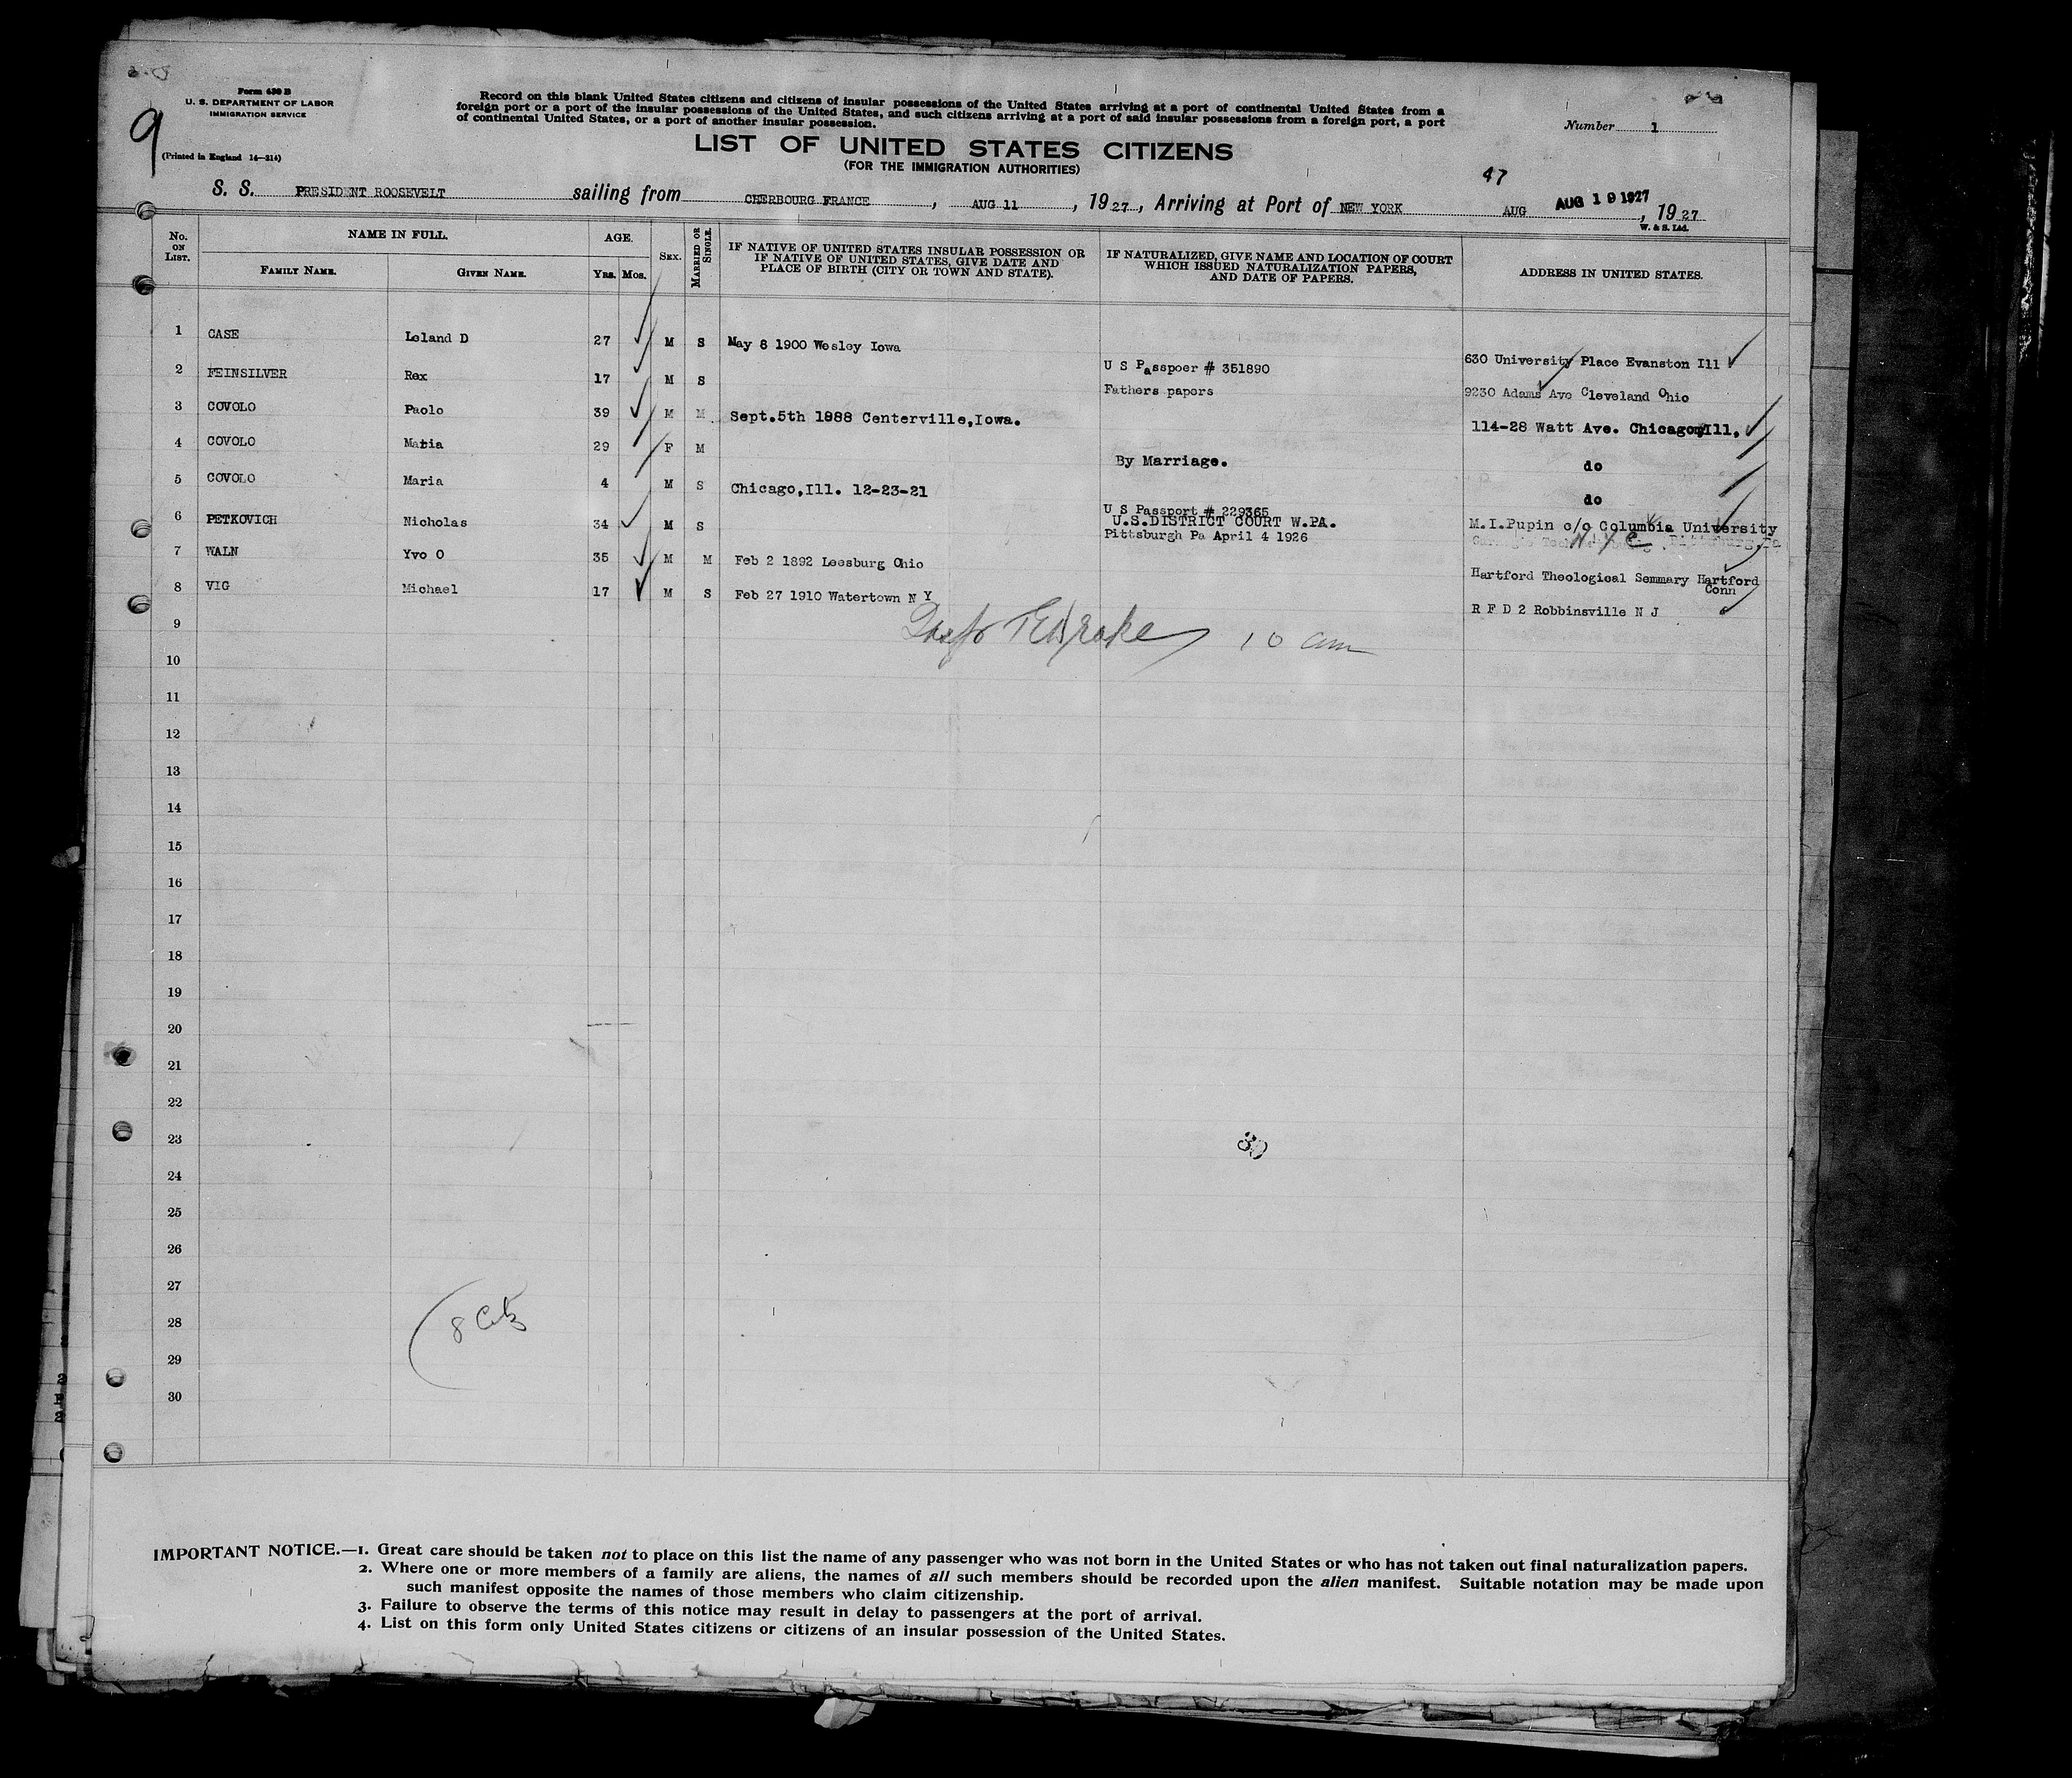 Form 630 B
U. S. DEPARTMENT OF LABOR
IMMIGRATION SERVICE
9
(Printed in England 14—214)
Record on this blank United States citizens and citizens of insular possessions of the United States arriving at a port of continental United States from a
foreign port or a port of the insular possessions of the United States, and such citizens arriving at a port of said insular possessions from a foreign port, a port
of continental United States, or a port of another insular possession.
Number 1
LIST OF UNITED STATES CITIZENS
(FOR THE IMMIGRATION AUTHORITIES)
47
S. S. PRESIDENT ROOSEVELT sailing from CHERBOURG FRANCE, AUG 11, 1927, Arriving at Port of NEW YORK AUG AUG 19 1927, 1927
W. & S. Ltd.
No. ON LIST. NAME IN FULL. AGE. SEX. MARRIED OR SINGLE. IF NATIVE OF UNITED STATES INSULAR POSSESSION OR IF NATIVE OF UNITED STATES, GIVE DATE AND PLACE OF BIRTH (CITY OR TOWN AND STATE). IF NATURALIZED, GIVE NAME AND LOCATION OF COURT WHICH ISSUED NATURALIZATION PAPERS, AND DATE OF PAPERS. ADDRESS IN UNITED STATES.
FAMILY NAME. GIVEN NAME. YRS. MOS.
1 CASE Leland D 27 M S May 8 1900 Wesley Iowa 630 University Place Evanston Ill
2 FEINSILVER Rex 17 M S U S Passpoer # 351890
Fathers papers 9230 Adams Ave Cleveland Ohio
3 COVOLO Paolo 39 M M Sept.5th 1888 Centerville,Iowa. 114-28 Watt Ave. Chicago,Ill.
4 COVOLO Maria 29 F M By Marriage. do
5 COVOLO Maria 4 M S Chicago,Ill. 12-23-21 do
6 PETKOVICH Nicholas 34 M S U S Passport # 229365
U.S.DISTRICT COURT W.PA. M.I.Pupin c/o Columbia University
Pittsburgh Pa April 4 1926 N Y C
7 WALN Yvo O 35 M M Feb 2 1892 Leesburg Ohio Hartford Theological Semmary Hartford
Conn
8 VIG Michael 17 M S Feb 27 1910 Watertown N Y R F D 2 Robbinsville N J
9 10 am
10
11
12
13
14
15
16
17
18
19
20
21
22
23 30
24
25
26
27
28 8
29
30
IMPORTANT NOTICE.—1. Great care should be taken not to place on this list the name of any passenger who was not born in the United States or who has not taken out final naturalization papers.
2. Where one or more members of a family are aliens, the names of all such members should be recorded upon the alien manifest. Suitable notation may be made upon
such manifest opposite the names of those members who claim citizenship.
3. Failure to observe the terms of this notice may result in delay to passengers at the port of arrival.
4. List on this form only United States citizens or citizens of an insular possession of the United States.